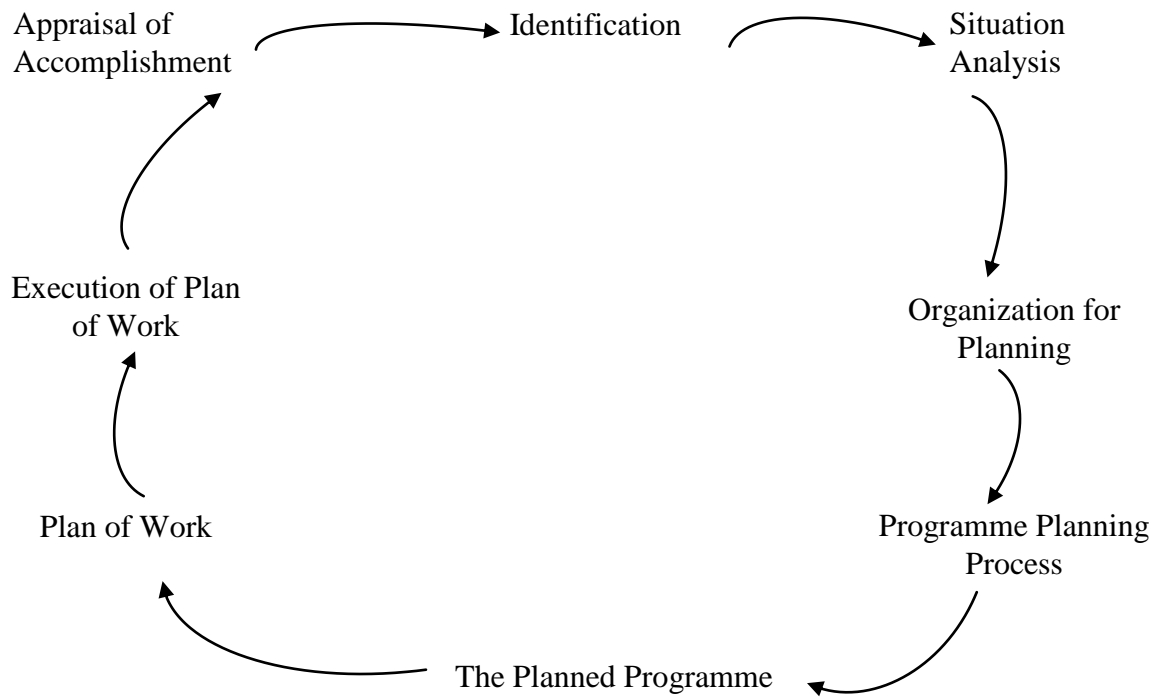 Appraisal of
Accomplishment
Identification
Situation
Analysis
Organization for
Planning
Programme Planning
Process
The Planned Programme
Plan of Work
Execution of Plan
of Work